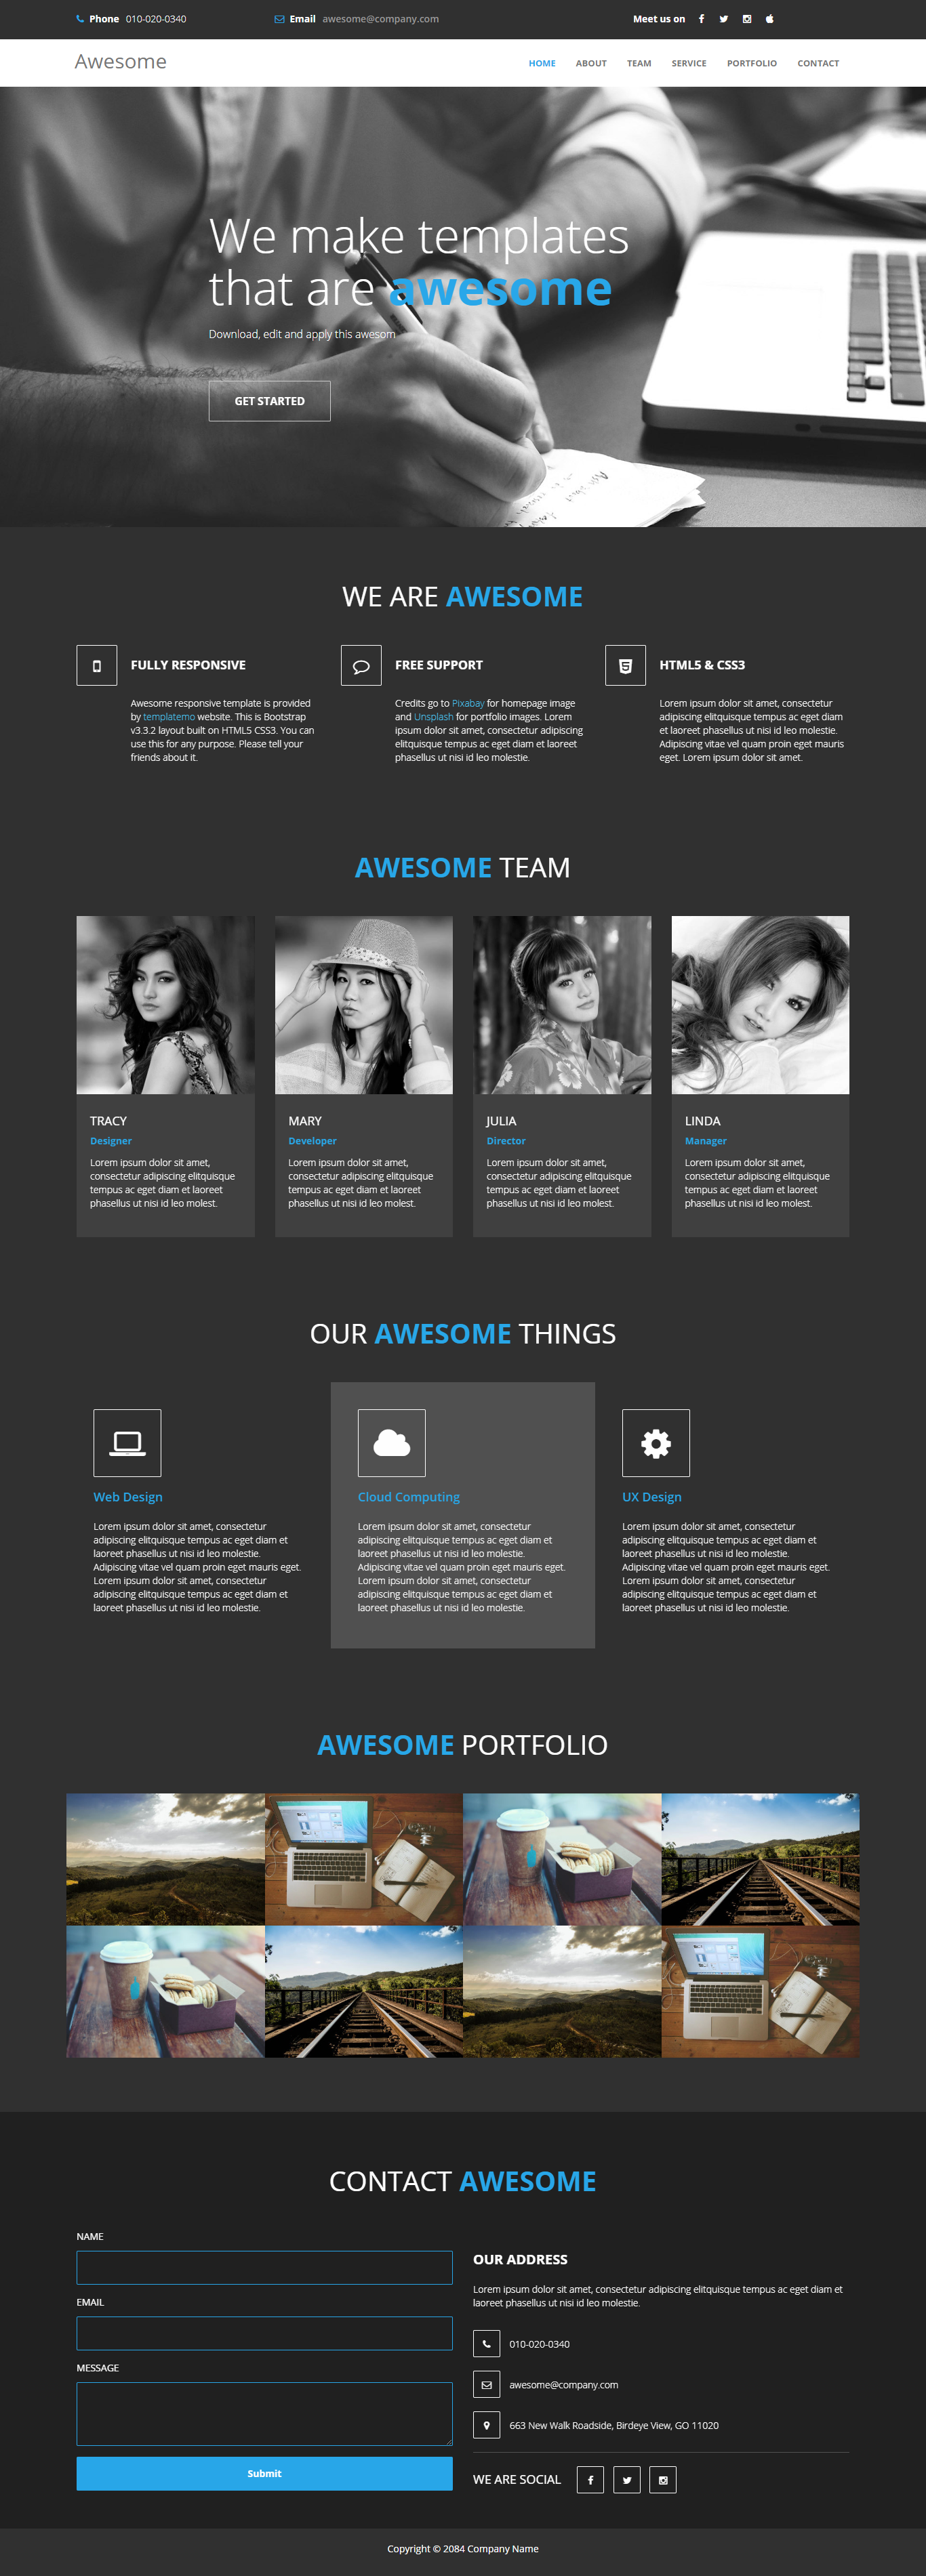 Phone 010-020-0340
Email awesome@company.com
Meet us on
Awesome
HOME ABOUT TEAM SERVICE PORTFOLIO CONTACT
We make templates
that are awesome
Download, edit and apply this awesom
GET STARTED
WE ARE AWESOME
FULLY RESPONSIVE
Awesome responsive template is provided
by templatemo website. This is Bootstrap
v3.3.2 layout built on HTML5 CSS3. You can
use this for any purpose. Please tell your
friends about it.
FREE SUPPORT
Credits go to Pixabay for homepage image
and Unsplash for portfolio images. Lorem
ipsum dolor sit amet, consectetur adipiscing
elitquisque tempus ac eget diam et laoreet
phasellus ut nisi id leo molestie.
HTML5 & CSS3
Lorem ipsum dolor sit amet, consectetur
adipiscing elitquisque tempus ac eget diam
et laoreet phasellus ut nisi id leo molestie.
Adipiscing vitae vel quam proin eget mauris
eget. Lorem ipsum dolor sit amet.
AWESOME TEAM
TRACY
Designer
Lorem ipsum dolor sit amet,
consectetur adipiscing elitquisque
tempus ac eget diam et laoreet
phasellus ut nisi id leo molest.
MARY
Developer
Lorem ipsum dolor sit amet,
consectetur adipiscing elitquisque
tempus ac eget diam et laoreet
phasellus ut nisi id leo molest.
JULIA
Director
Lorem ipsum dolor sit amet,
consectetur adipiscing elitquisque
tempus ac eget diam et laoreet
phasellus ut nisi id leo molest.
LINDA
Manager
Lorem ipsum dolor sit amet,
consectetur adipiscing elitquisque
tempus ac eget diam et laoreet
phasellus ut nisi id leo molest.
OUR AWESOME THINGS
Web Design
Lorem ipsum dolor sit amet, consectetur
adipiscing elitquisque tempus ac eget diam et
laoreet phasellus ut nisi id leo molestie.
Adipiscing vitae vel quam proin eget mauris eget.
Lorem ipsum dolor sit amet, consectetur
adipiscing elitquisque tempus ac eget diam et
laoreet phasellus ut nisi id leo molestie.
Cloud Computing
Lorem ipsum dolor sit amet, consectetur
adipiscing elitquisque tempus ac eget diam et
laoreet phasellus ut nisi id leo molestie.
Adipiscing vitae vel quam proin eget mauris eget.
Lorem ipsum dolor sit amet, consectetur
adipiscing elitquisque tempus ac eget diam et
laoreet phasellus ut nisi id leo molestie.
UX Design
Lorem ipsum dolor sit amet, consectetur
adipiscing elitquisque tempus ac eget diam et
laoreet phasellus ut nisi id leo molestie.
Adipiscing vitae vel quam proin eget mauris eget.
Lorem ipsum dolor sit amet, consectetur
adipiscing elitquisque tempus ac eget diam et
laoreet phasellus ut nisi id leo molestie.
AWESOME PORTFOLIO
CONTACT AWESOME
NAME
EMAIL
MESSAGE
Submit
OUR ADDRESS
Lorem ipsum dolor sit amet, consectetur adipiscing elitquisque tempus ac eget diam et
laoreet phasellus ut nisi id leo molestie.
010-020-0340
awesome@company.com
663 New Walk Roadside, Birdeye View, GO 11020
WE ARE SOCIAL
Copyright © 2084 Company Name